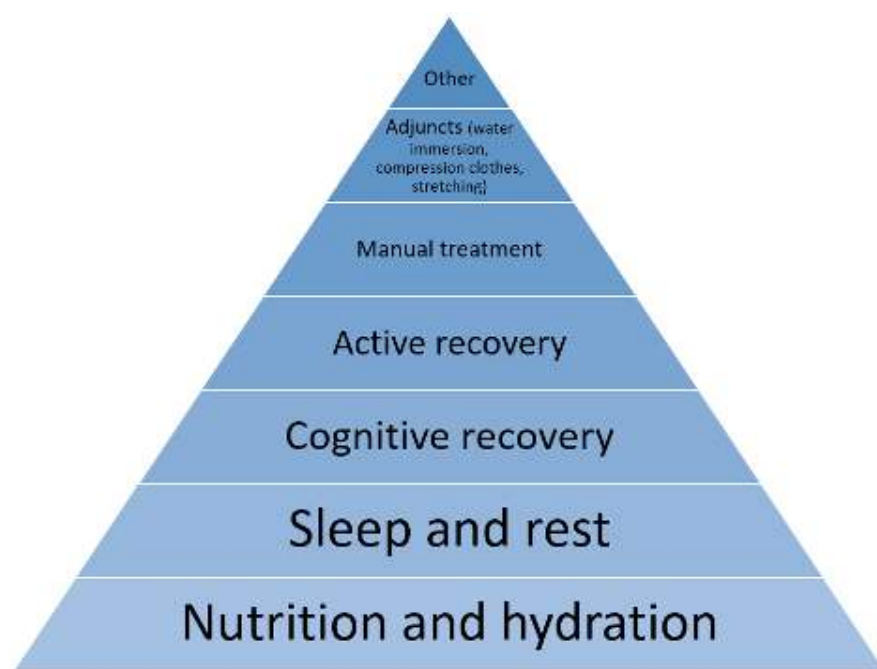 Other
Adjuncts (water
immersion,
compression clothes,
stretching)
Manual treatment
Active recovery
Cognitive recovery
Sleep and rest
Nutrition and hydration